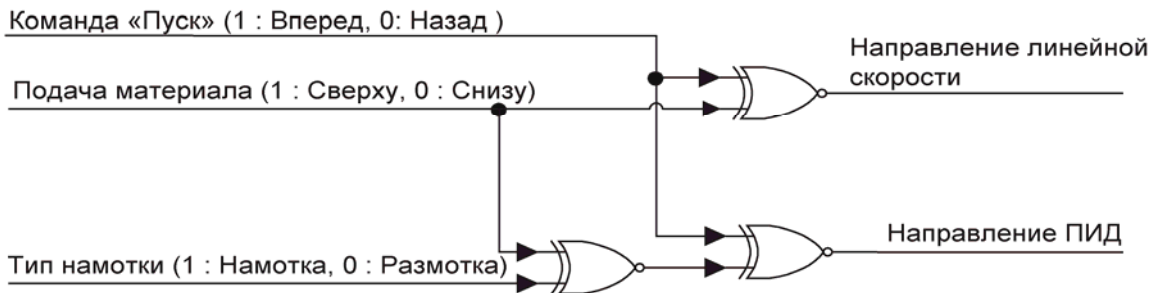 Команда «Пуск» (1 : Вперед, 0: Назад )
Направление линейной
скорости
Подача материала (1 : Сверху, 0 : Снизу)
Направление ПИД
Тип намотки (1 : Намотка, 0 : Размотка)